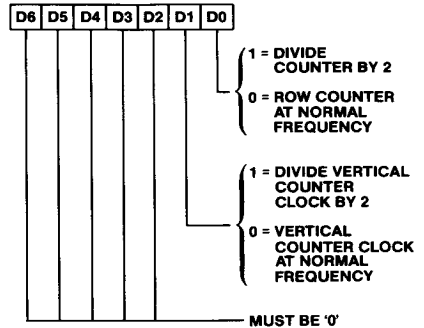 D6 D5 D4 D3 D2 D1 D0
1 = DIVIDE
COUNTER BY 2
0 = ROW COUNTER
AT NORMAL
FREQUENCY
1 = DIVIDE VERTICAL
COUNTER
CLOCK BY 2
0 = VERTICAL
COUNTER CLOCK
AT NORMAL
FREQUENCY
MUST BE '0'